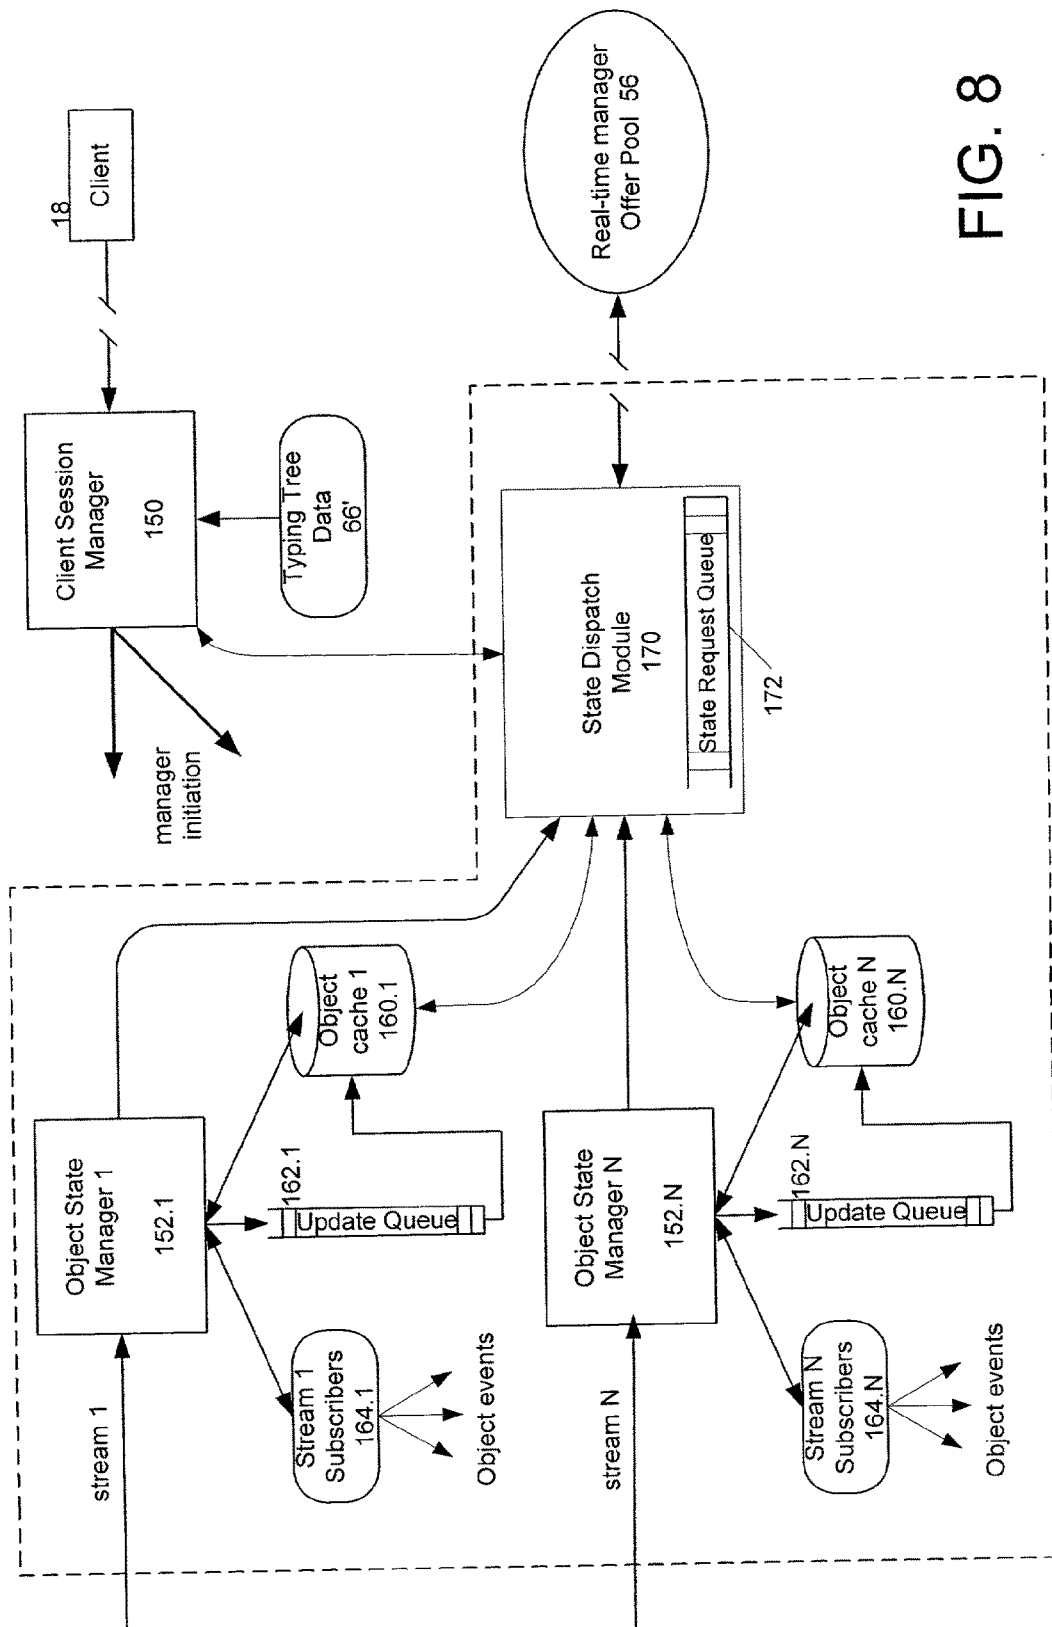 18
Client
Client Session
Manager
150
Typing Tree
Data
66'
manager
initiation
Real-time manager
Offer Pool 56
State Dispatch
Module
170
State Request Queue
172
stream 1
Object State
Manager 1
152.1
Object
cache 1
160.1
162.1
Update Queue
Stream 1
Subscribers
164.1
Object events
stream N
Object State
Manager N
152.N
Object
cache N
160.N
162.N
Update Queue
Stream N
Subscribers
164.N
Object events
FIG. 8